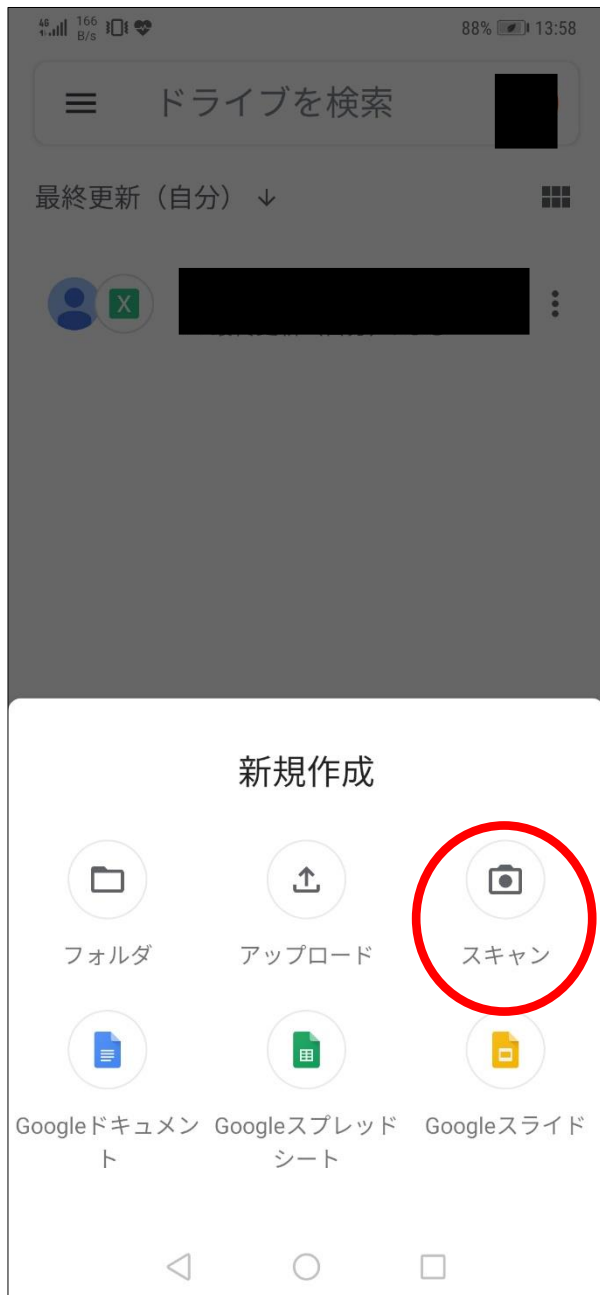 46 166 B/s 88% 13:58
ドライブを検索
最終更新（自分） ↓
X
新規作成
フォルダ アップロード スキャン
Googleドキュメン Googleスプレッド Googleスライド
ト シート